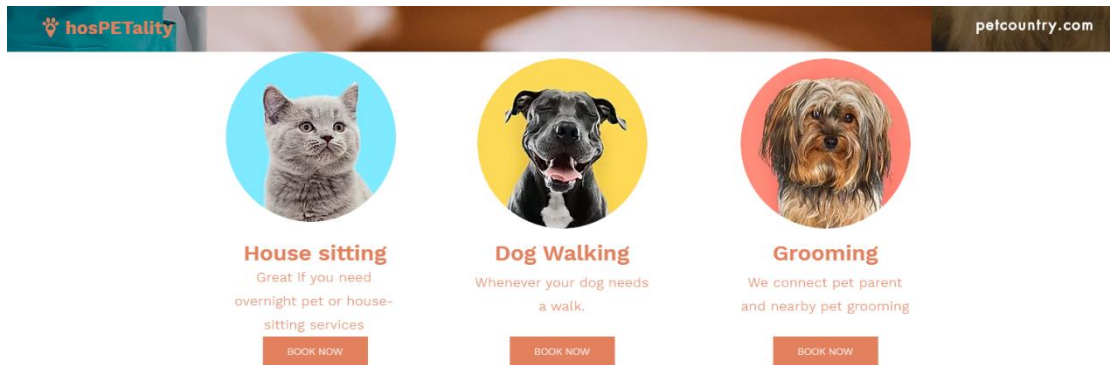 hosPETality
petcountry.com
House sitting
Great if you need
overnight pet or house-
sitting services
BOOK NOW
Dog Walking
Whenever your dog needs
a walk.
BOOK NOW
Grooming
We connect pet parent
and nearby pet grooming
BOOK NOW